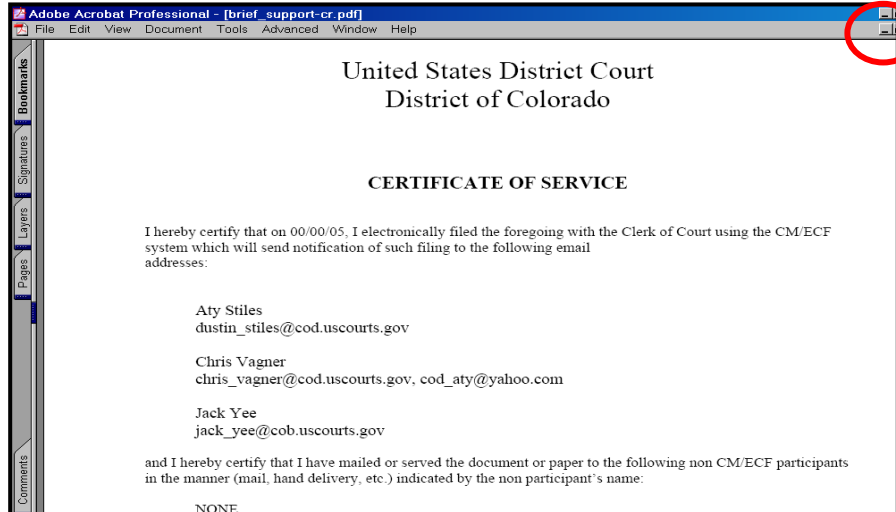 Adobe Acrobat Professional - [brief_support-cr.pdf]
File Edit View Document Tools Advanced Window Help
Bookmarks
Signatures
Layers
Pages
Comments
United States District Court
District of Colorado
CERTIFICATE OF SERVICE
I hereby certify that on 00/00/05, I electronically filed the foregoing with the Clerk of Court using the CM/ECF
system which will send notification of such filing to the following email
addresses:
Aty Stiles
dustin_stiles@cod.uscourts.gov
Chris Vagner
chris_vagner@cod.uscourts.gov, cod_aty@yahoo.com
Jack Yee
jack_yee@cob.uscourts.gov
and I hereby certify that I have mailed or served the document or paper to the following non CM/ECF participants
in the manner (mail, hand delivery, etc.) indicated by the non participant's name:
NONE